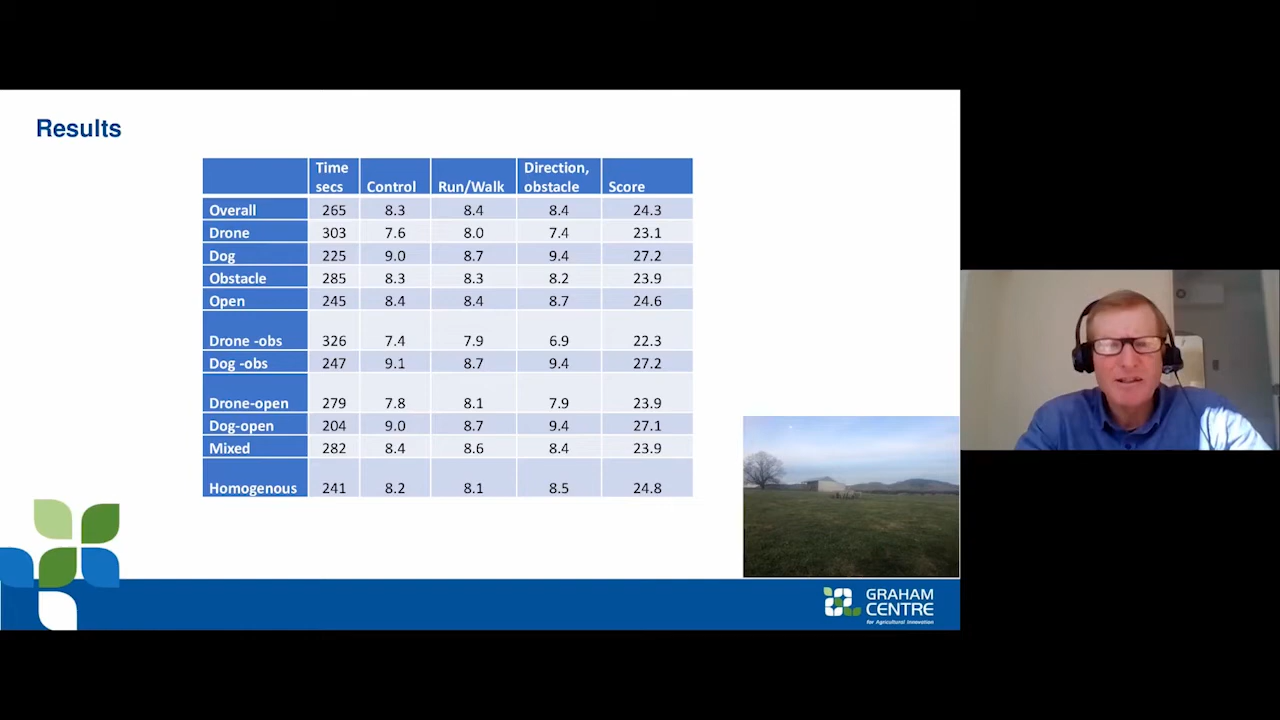 Results
Time secs Control Run/Walk Direction, obstacle Score
Overall 265 8.3 8.4 8.4 24.3
Drone 303 7.6 8.0 7.4 23.1
Dog 225 9.0 8.7 9.4 27.2
Obstacle 285 8.3 8.3 8.2 23.9
Open 245 8.4 8.4 8.7 24.6
Drone -obs 326 7.4 7.9 6.9 22.3
Dog -obs 247 9.1 8.7 9.4 27.2
Drone-open 279 7.8 8.1 7.9 23.9
Dog-open 204 9.0 8.7 9.4 27.1
Mixed 282 8.4 8.6 8.4 23.9
Homogenous 241 8.2 8.1 8.5 24.8
GRAHAM
CENTRE
for Agricultural Innovation